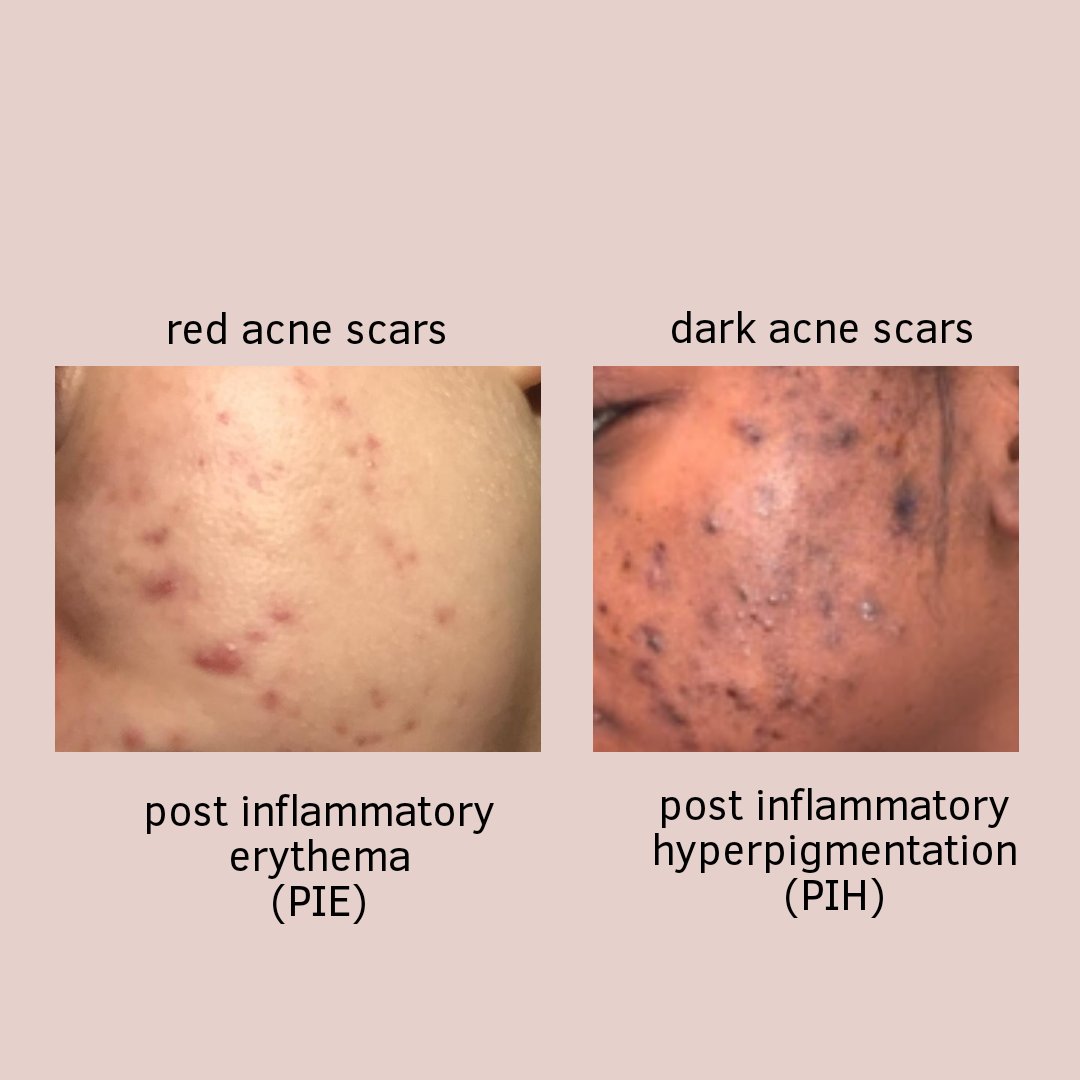 red acne scars
dark acne scars
post inflammatory
erythema
(PIE)
post inflammatory
hyperpigmentation
(PIH)